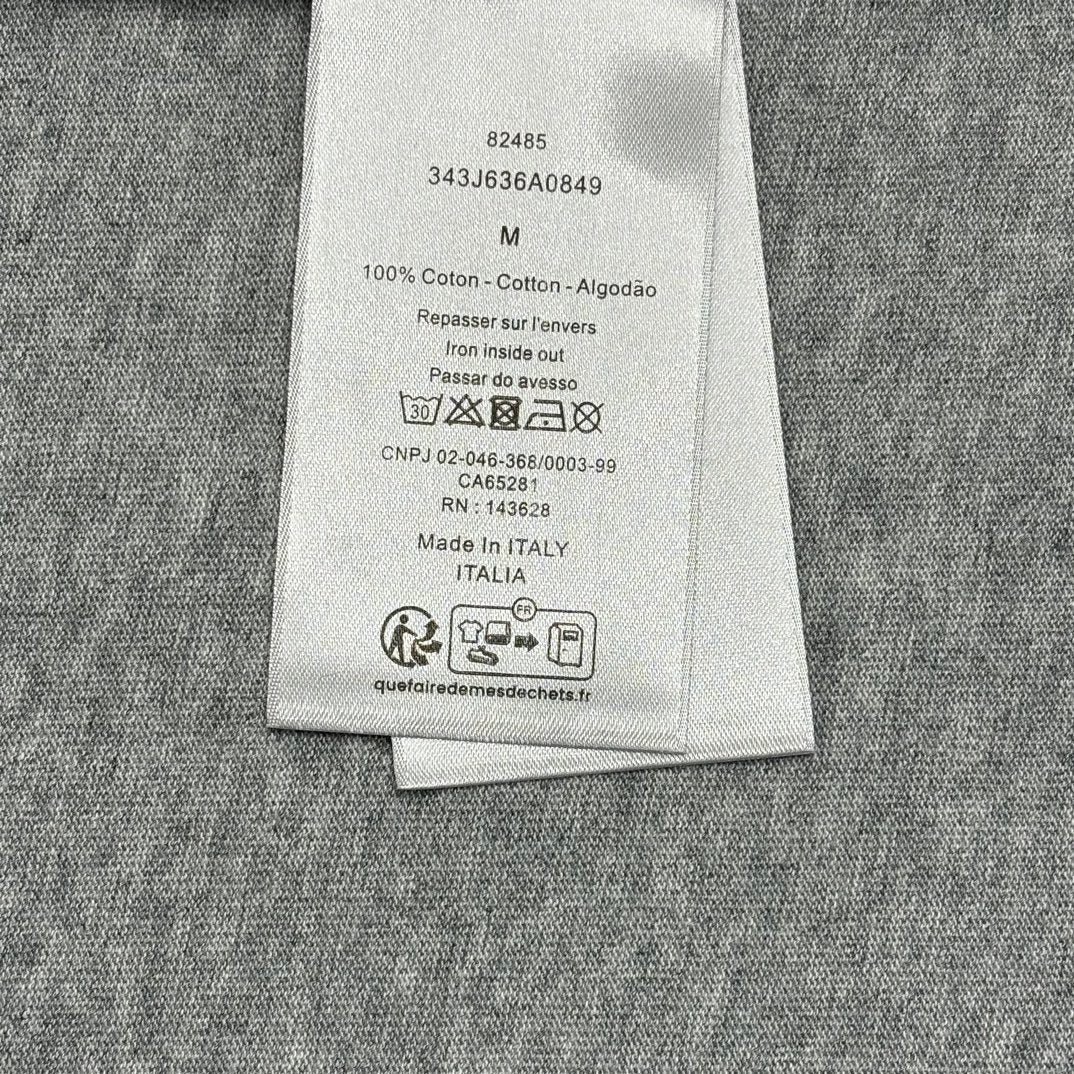 82485
343J636A0849
M
100% Coton - Cotton - Algodão
Repasser sur l'envers
Iron inside out
Passar do avesso
30
CNPJ 02-046-368/0003-99
CA65281
RN : 143628
Made In ITALY
ITALIA
FR
quefairedemesdechets.fr